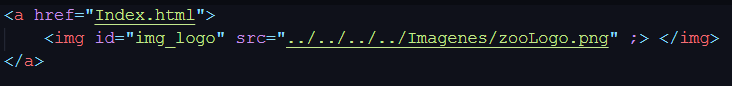 <a href="Index.html">
<img id="img_logo" src="../../../../Imagenes/zooLogo.png" ;> </img>
</a>